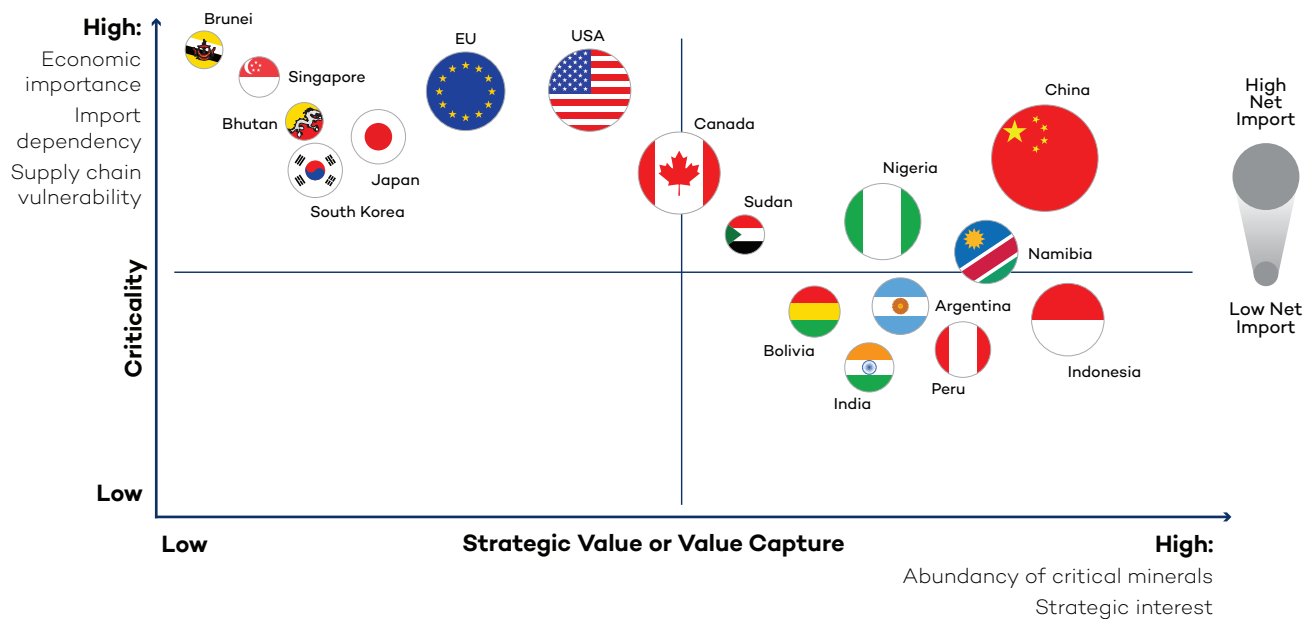 High:
Economic
importance
Import
dependency
Supply chain
vulnerability
Criticality
Low
Brunei
Singapore
Bhutan
South Korea
Japan
EU
USA
Canada
Sudan
Nigeria
China
Namibia
Bolivia
Argentina
India
Peru
Indonesia
High
Net
Import
Low Net
Import
Low
Strategic Value or Value Capture
High:
Abundancy of critical minerals
Strategic interest